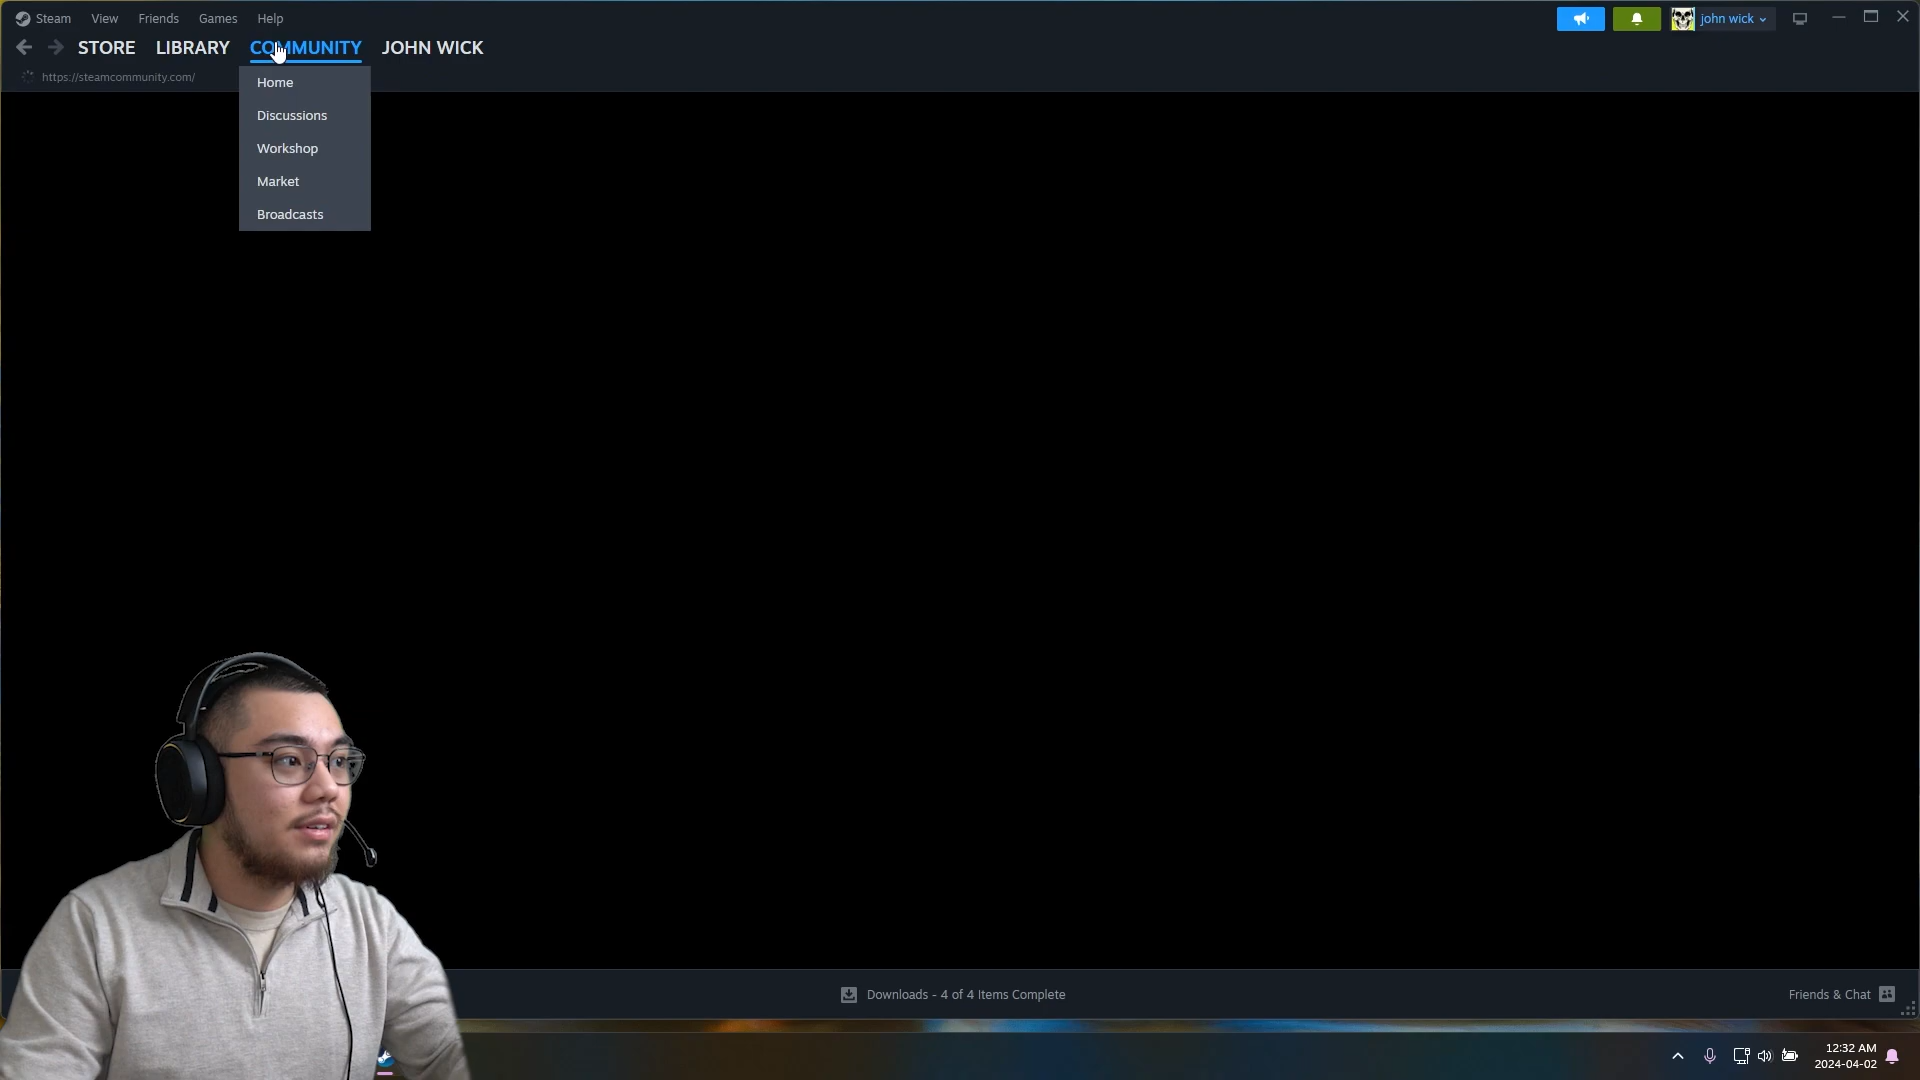 Steam View Friends Games Help john wick
STORE LIBRARY COMMUNITY JOHN WICK
https://steamcommunity.com/
Home
Discussions
Workshop
Market
Broadcasts
Downloads - 4 of 4 Items Complete
Friends & Chat
12:32 AM
2024-04-02